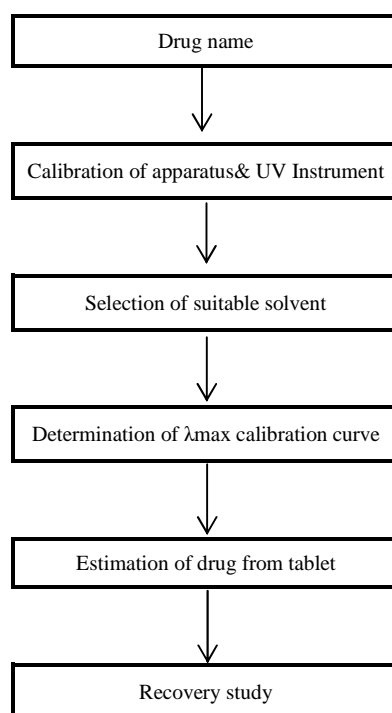 Drug name
Calibration of apparatus& UV Instrument
Selection of suitable solvent
Determination of λmax calibration curve
Estimation of drug from tablet
Recovery study